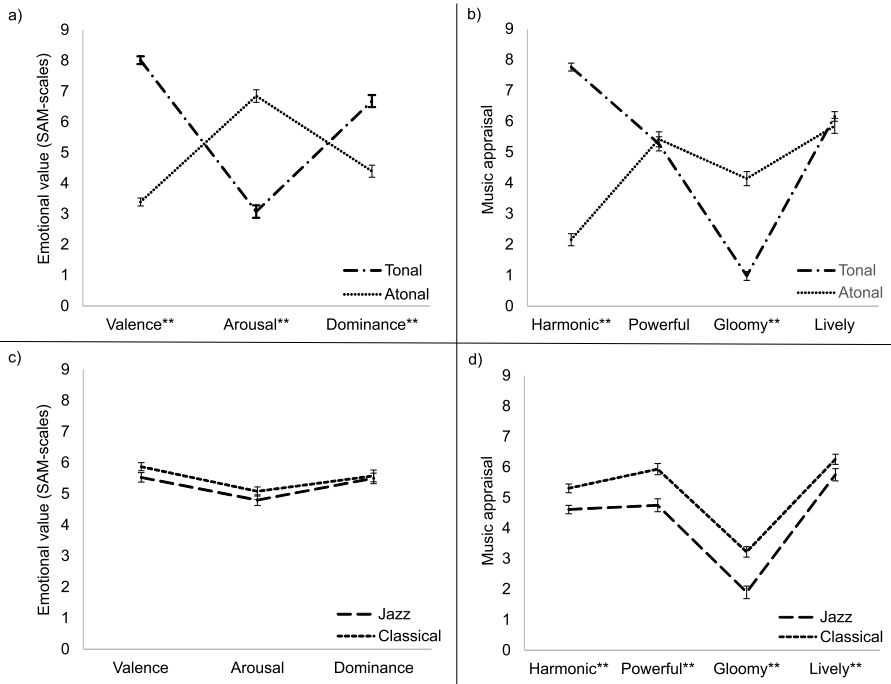 a)
Emotional value (SAM-scales)
9
8
7
6
5
4
3
2
1
0
Tonal
Atonal
Valence** Arousal** Dominance**
b)
Music appraisal
9
8
7
6
5
4
3
2
1
0
Tonal
Atonal
Harmonic** Powerful Gloomy** Lively
c)
Emotional value (SAM-scales)
9
8
7
6
5
4
3
2
1
0
Jazz
Classical
Valence Arousal Dominance
d)
Music appraisal
9
8
7
6
5
4
3
2
1
0
Jazz
Classical
Harmonic** Powerful** Gloomy** Lively**